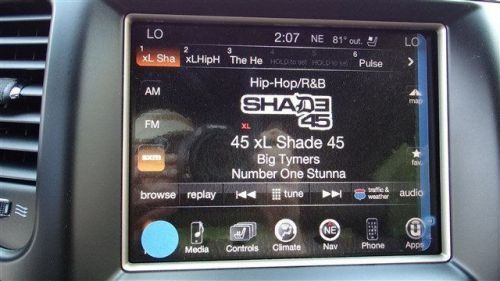 LO 2:07 NE 81° out. LO
1 2 3 4 5 6
xL Sha xLHipH The He HOLD to set HOLD to set Pulse
Hip-Hop/R&B
AM
SHADE
45
map
XL
FM
45 xL Shade 45
sxm
Big Tymers
fav.
Number One Stunna
browse replay tune traffic & weather audio
NE
Media Controls Climate Nav Phone Apps